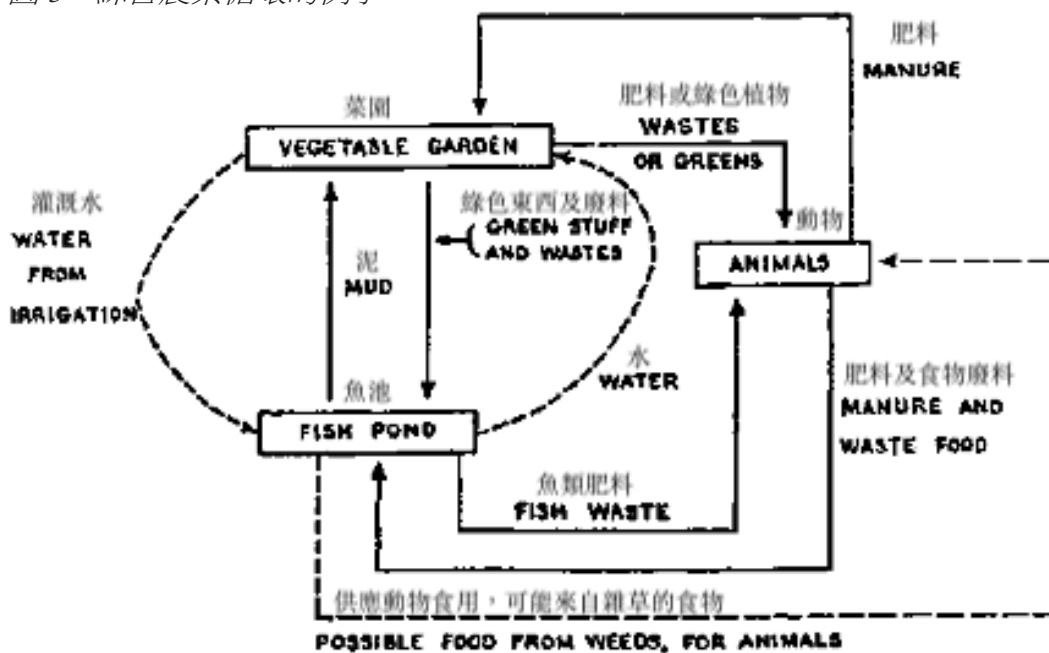 肥料
MANURE
肥料或綠色植物
WASTES
OR GREENS
菜園
VEGETABLE GARDEN
灌溉水
WATER
FROM
IRRIGATION
綠色東西及廢料
GREEN STUFF
AND WASTES
泥
MUD
動物
ANIMALS
水
WATER
魚池
FISH POND
肥料及食物廢料
MANURE AND
WASTE FOOD
魚類肥料
FISH WASTE
供應動物食用，可能來自雜草的食物
POSSIBLE FOOD FROM WEEDS, FOR ANIMALS